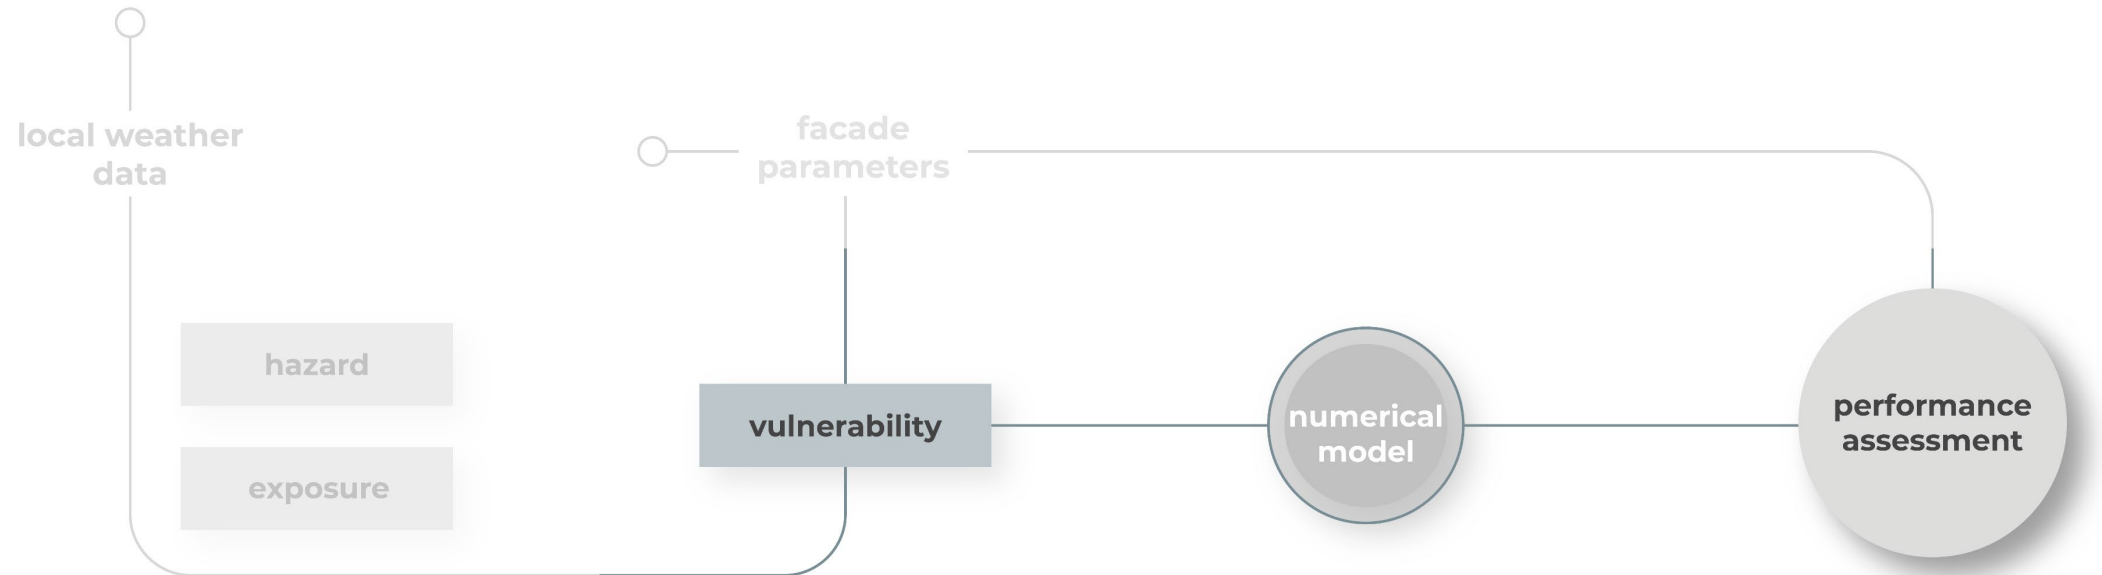 local weather
data
facade
parameters
hazard
exposure
vulnerability
numerical
model
performance
assessment